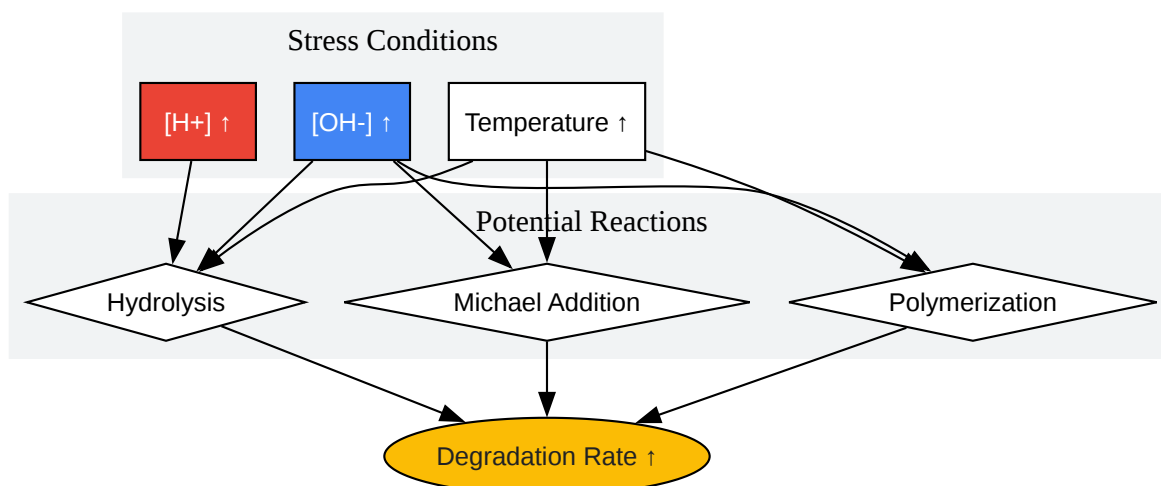 Stress Conditions
[H+] ↑
[OH-] ↑
Temperature ↑
Potential Reactions
Hydrolysis
Michael Addition
Polymerization
Degradation Rate ↑